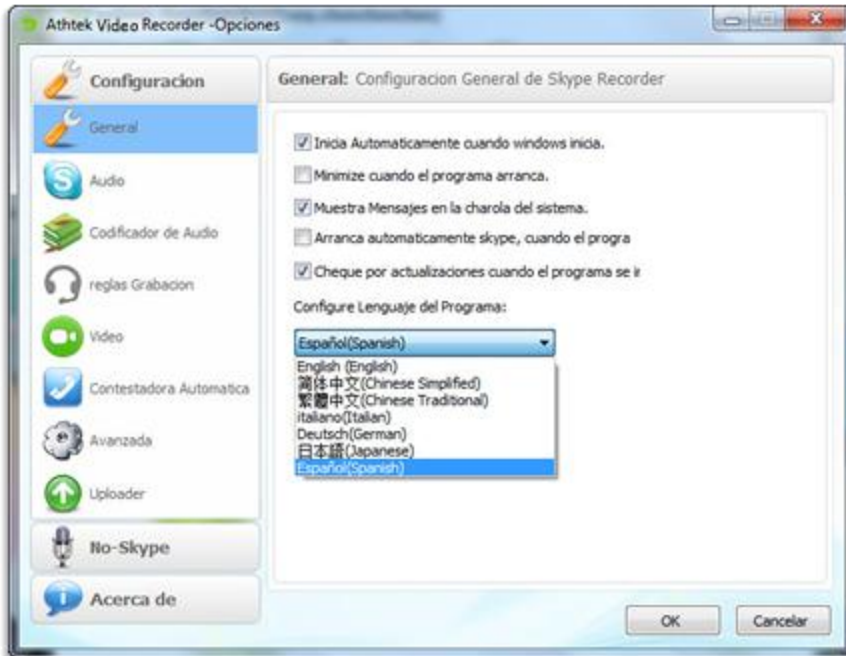 Athtek Video Recorder -Opciones
Configuracion
General
Audio
Codificador de Audio
reglas Grabacion
Video
Contestadora Automatica
Avanzada
Uploader
No-Skype
Acerca de
General: Configuracion General de Skype Recorder
Inicia Automaticamente cuando windows inicia.
Minimize cuando el programa arranca.
Muestra Mensajes en la charola del sistema.
Arranca automaticamente skype, cuando el progra
Cheque por actualizaciones cuando el programa se ir
Configure Lenguaje del Programa:
Español(Spanish)
English (English)
简体中文(Chinese Simplified)
繁體中文(Chinese Traditional)
italiano(Italian)
Deutsch(German)
日本語(Japanese)
Español(Spanish)
OK
Cancelar